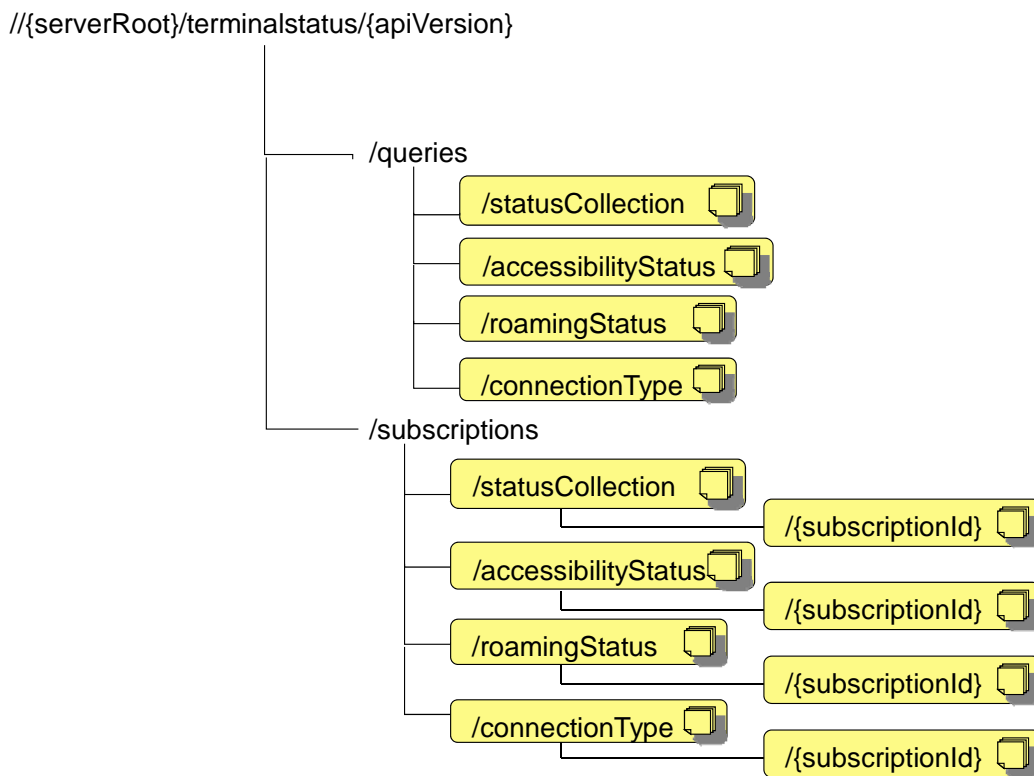 //{serverRoot}/terminalstatus/{apiVersion}
/queries
/statusCollection
/accessibilityStatus
/roamingStatus
/connectionType
/subscriptions
/statusCollection
/{subscriptionId}
/accessibilityStatus
/{subscriptionId}
/roamingStatus
/{subscriptionId}
/connectionType
/{subscriptionId}